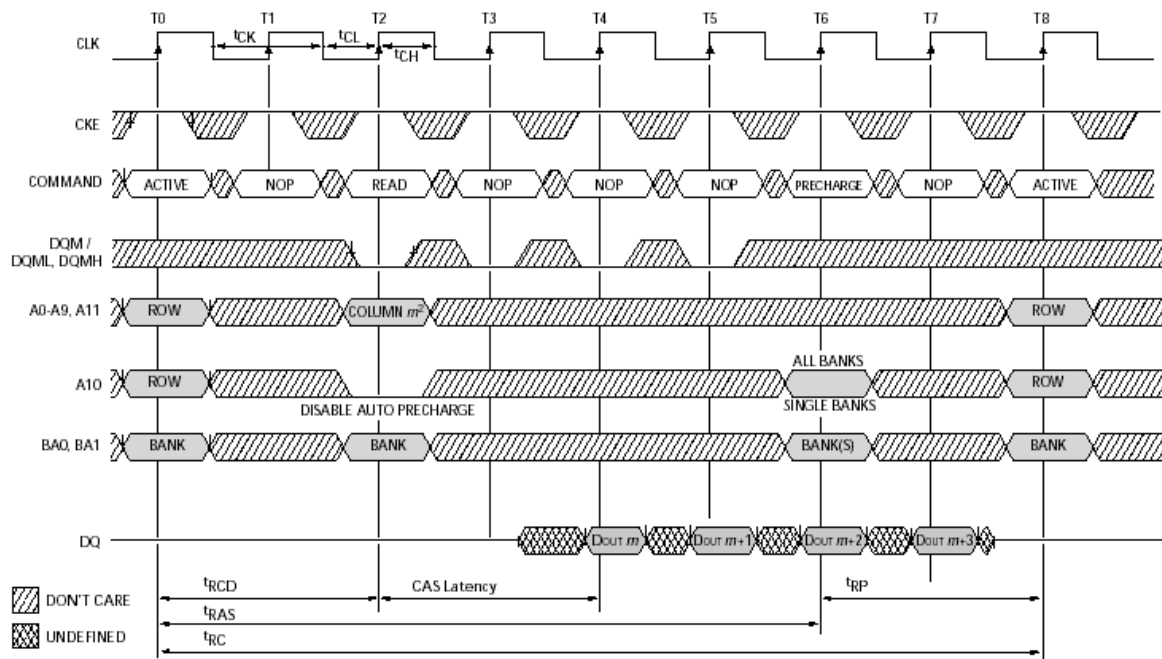 T0 T1 T2 T3 T4 T5 T6 T7 T8
CLK
tCK tCL
tCH
CKE
COMMAND ACTIVE NOP READ NOP NOP NOP PRECHARGE NOP ACTIVE
DQM /
DQML, DQMH
A0-A9, A11 ROW COLUMN m² ROW
ALL BANKS
A10 ROW ROW
DISABLE AUTO PRECHARGE SINGLE BANKS
BA0, BA1 BANK BANK BANK(S) BANK
DQ DOUT m DOUT m+1 DOUT m+2 DOUT m+3
tRCD CAS Latency tRP
DON'T CARE
tRAS
UNDEFINED
tRC